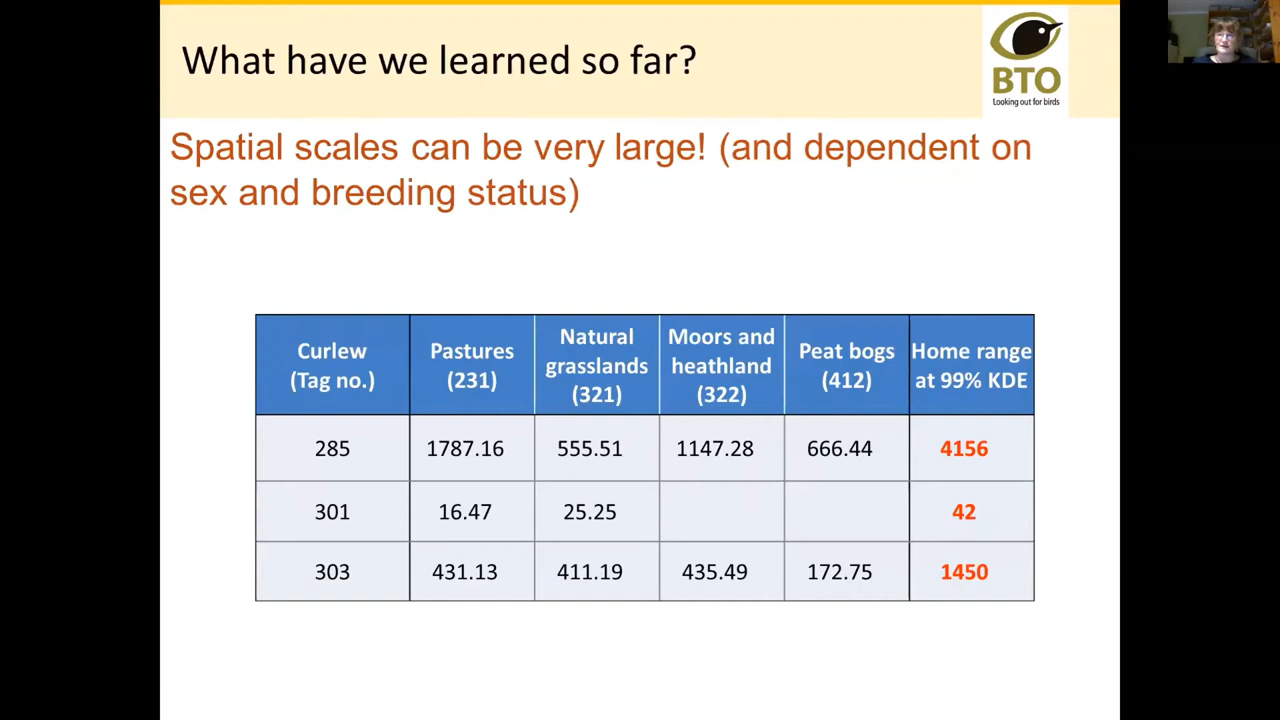 What have we learned so far?
BTO
Looking out for birds
Spatial scales can be very large! (and dependent on
sex and breeding status)
Curlew (Tag no.) Pastures (231) Natural grasslands (321) Moors and heathland (322) Peat bogs (412) Home range at 99% KDE
285 1787.16 555.51 1147.28 666.44 4156
301 16.47 25.25 42
303 431.13 411.19 435.49 172.75 1450